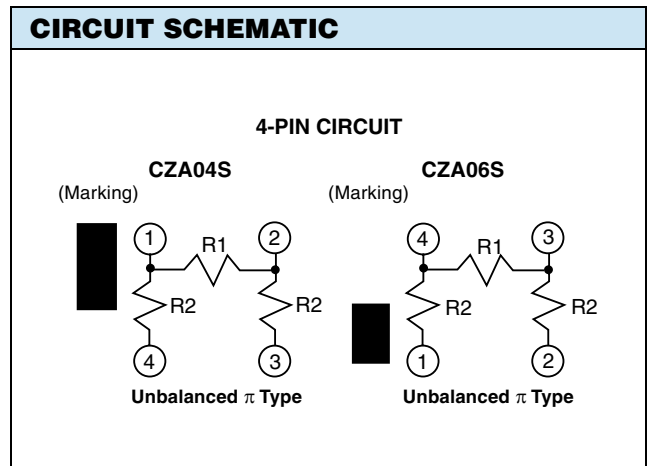 CIRCUIT SCHEMATIC
4-PIN CIRCUIT
CZA04S
(Marking)
1
2
R1
R2
R2
4
3
Unbalanced π Type
CZA06S
(Marking)
4
3
R1
R2
R2
1
2
Unbalanced π Type